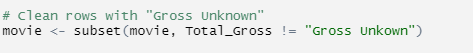 # Clean rows with "Gross Unknown"
movie <- subset(movie, Total_Gross != "Gross Unkown")